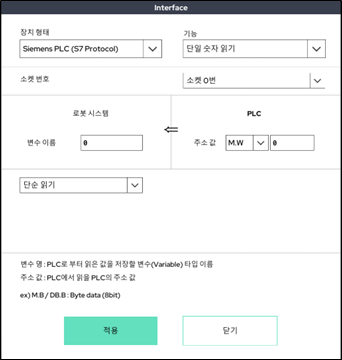 Interface
장치 형태
기능
Siemens PLC (S7 Protocol)
단일 숫자 읽기
소켓 번호
소켓 0번
로봇 시스템
PLC
변수 이름
0
주소 값
M.W
0
단순 읽기
변수 명 : PLC로 부터 읽은 값을 저장할 변수(Variable) 타입 이름
주소 값 : PLC에서 읽을 PLC의 주소 값
ex) M.B / DB.B : Byte data (8bit)
적용
닫기